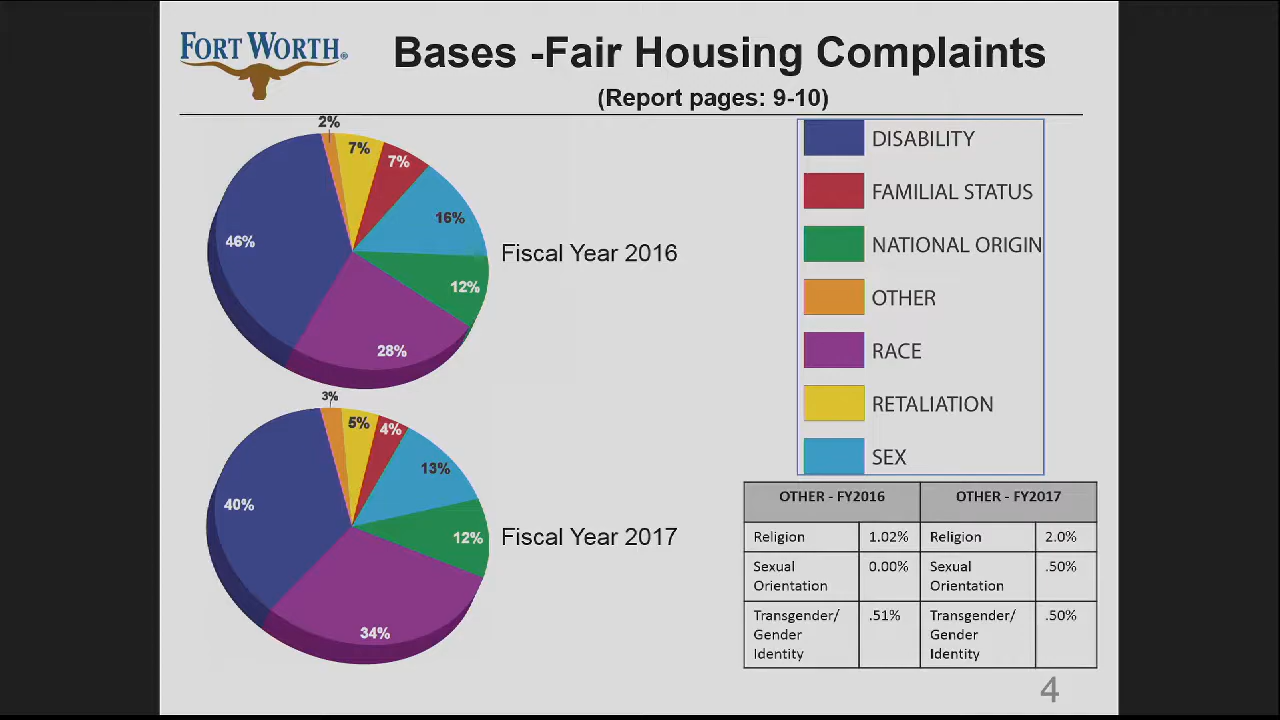 FORT WORTH®
Bases -Fair Housing Complaints
(Report pages: 9-10)
2%
7%
7%
16%
46%
12%
28%
Fiscal Year 2016
3%
5%
4%
13%
40%
12%
34%
Fiscal Year 2017
DISABILITY
FAMILIAL STATUS
NATIONAL ORIGIN
OTHER
RACE
RETALIATION
SEX
OTHER - FY2016 OTHER - FY2017
Religion 1.02% Religion 2.0%
Sexual 0.00% Sexual .50%
Orientation Orientation
Transgender/ .51% Transgender/ .50%
Gender Gender
Identity Identity
4